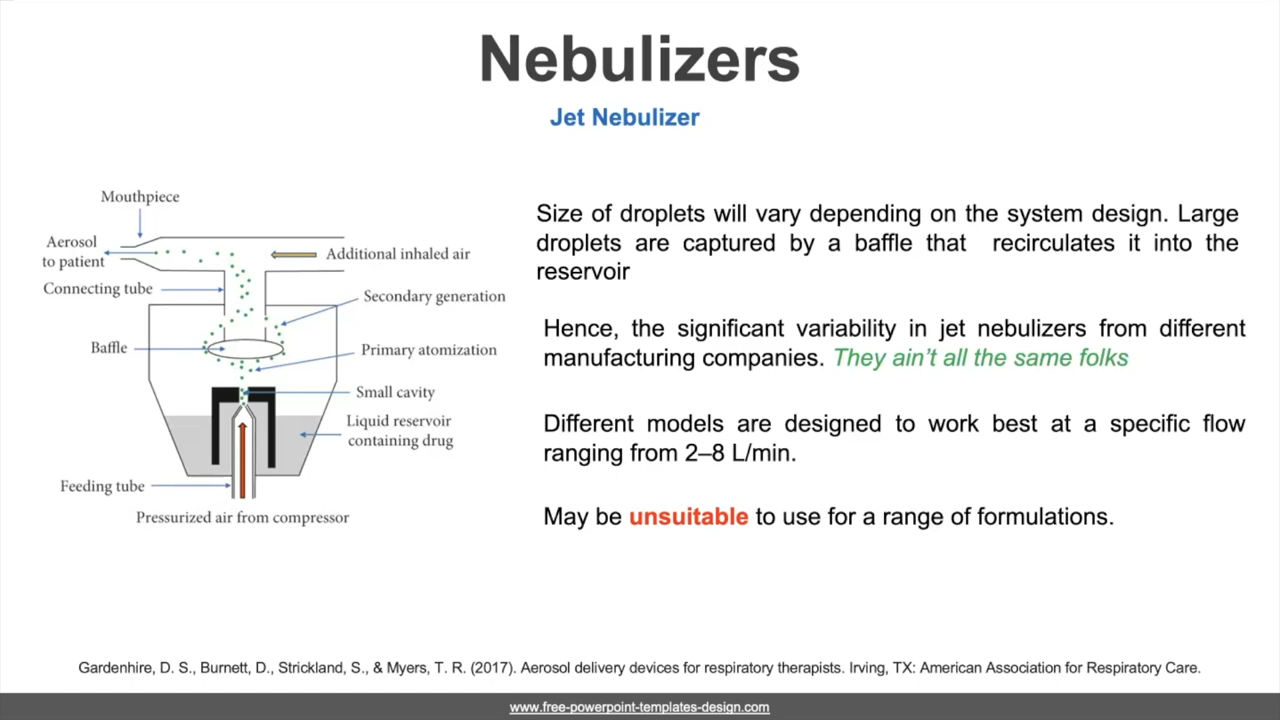 Nebulizers
Jet Nebulizer
Mouthpiece
Aerosol
to patient
Additional inhaled air
Connecting tube
Secondary generation
Baffle
Primary atomization
Small cavity
Liquid reservoir
containing drug
Feeding tube
Pressurized air from compressor
Size of droplets will vary depending on the system design. Large
droplets are captured by a baffle that recirculates it into the
reservoir
Hence, the significant variability in jet nebulizers from different
manufacturing companies. They ain't all the same folks
Different models are designed to work best at a specific flow
ranging from 2–8 L/min.
May be unsuitable to use for a range of formulations.
Gardenhire, D. S., Burnett, D., Strickland, S., & Myers, T. R. (2017). Aerosol delivery devices for respiratory therapists. Irving, TX: American Association for Respiratory Care.
www.free-powerpoint-templates-design.com